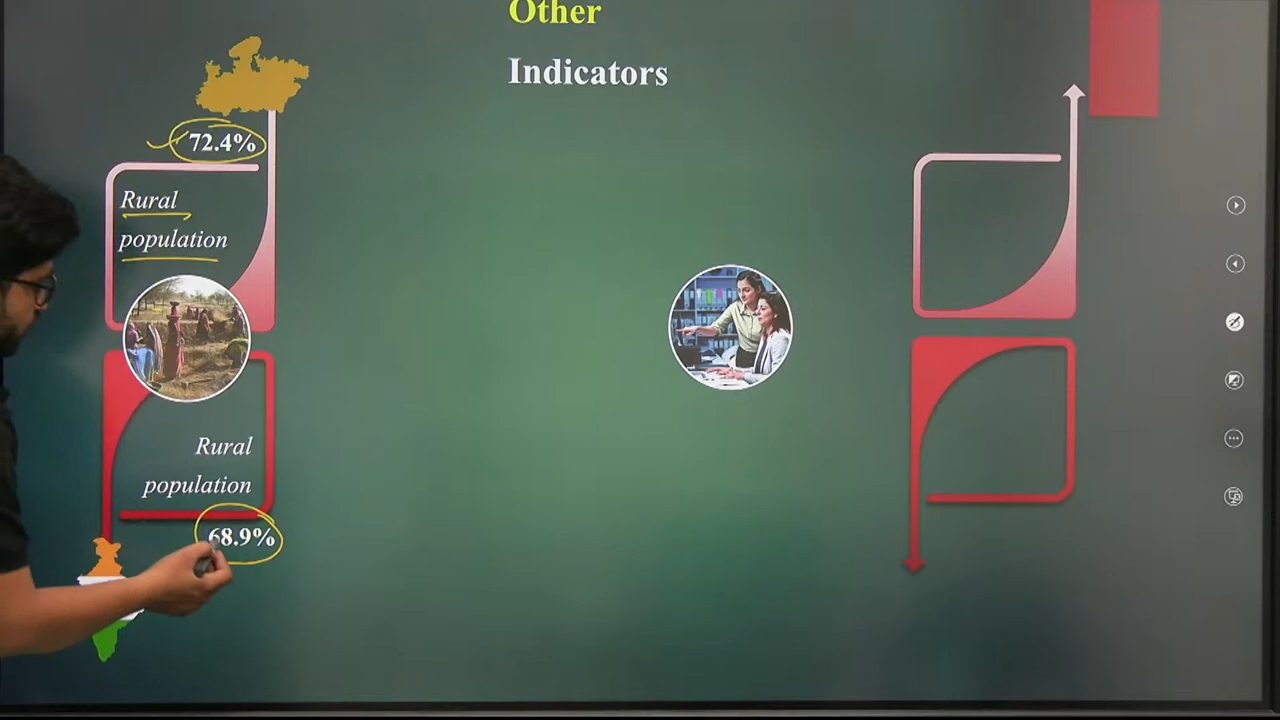 Other
Indicators
72.4%
Rural
population
Rural
population
68.9%